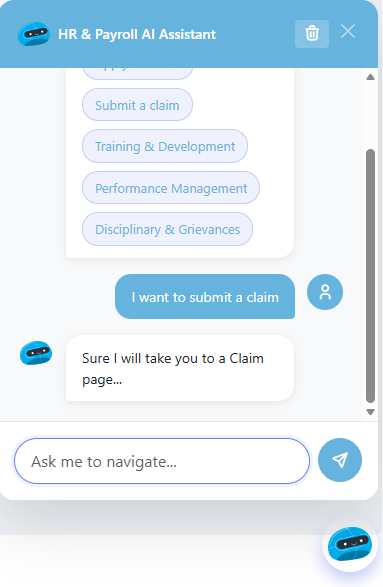 HR & Payroll AI Assistant
Submit a claim
Training & Development
Performance Management
Disciplinary & Grievances
I want to submit a claim
Sure I will take you to a Claim
page...
Ask me to navigate...